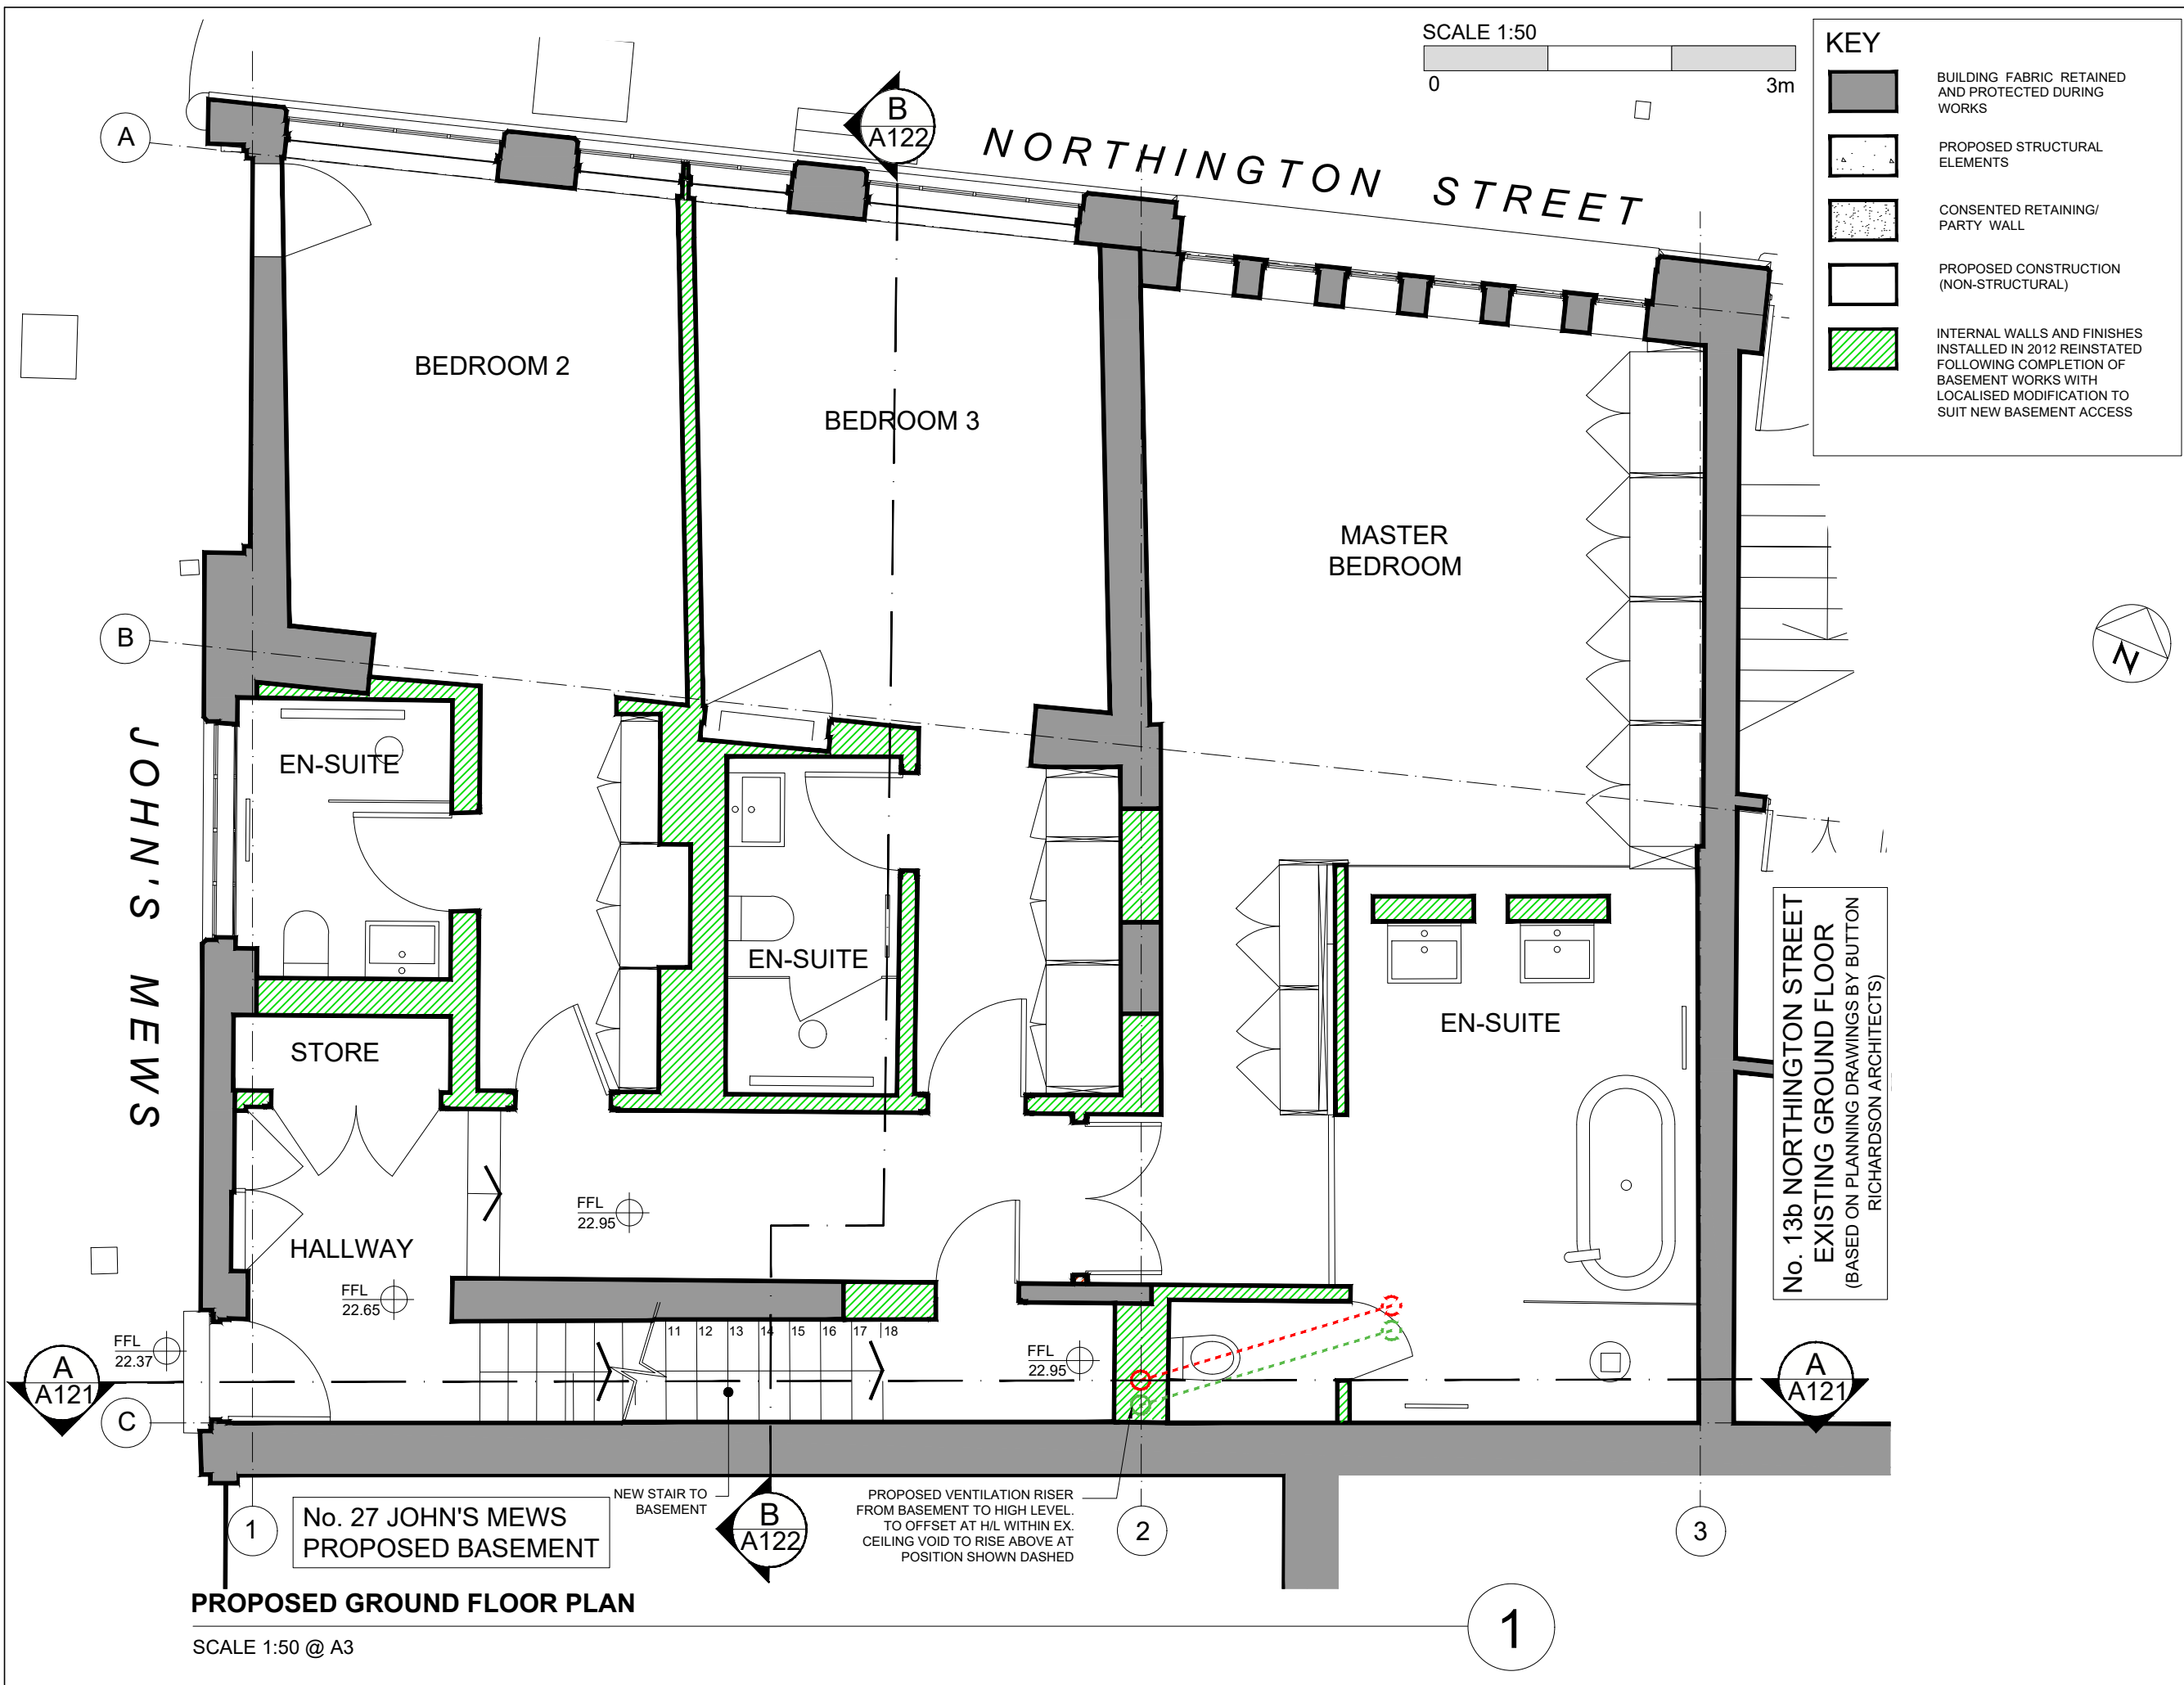 SCALE 1:50
0
3m
KEY
BUILDING FABRIC RETAINED
AND PROTECTED DURING
WORKS
PROPOSED STRUCTURAL
ELEMENTS
CONSENTED RETAINING/
PARTY WALL
PROPOSED CONSTRUCTION
(NON-STRUCTURAL)
INTERNAL WALLS AND FINISHES
INSTALLED IN 2012 REINSTATED
FOLLOWING COMPLETION OF
BASEMENT WORKS WITH
LOCALISED MODIFICATION TO
SUIT NEW BASEMENT ACCESS
A
B
A122
NORTHINGTON STREET
BEDROOM 2
BEDROOM 3
MASTER
BEDROOM
B
N
JOHN'S MEWS
EN-SUITE
EN-SUITE
EN-SUITE
STORE
HALLWAY
FFL
22.95
FFL
22.65
FFL
22.37
FFL
22.95
11 12 13 14 15 16 17 18
A
A121
A
A121
C
No. 13b NORTHINGTON STREET
EXISTING GROUND FLOOR
(BASED ON PLANNING DRAWINGS BY BUTTON
RICHARDSON ARCHITECTS)
1
No. 27 JOHN'S MEWS
PROPOSED BASEMENT
NEW STAIR TO
BASEMENT
B
A122
PROPOSED VENTILATION RISER
FROM BASEMENT TO HIGH LEVEL.
TO OFFSET AT H/L WITHIN EX.
CEILING VOID TO RISE ABOVE AT
POSITION SHOWN DASHED
2
3
PROPOSED GROUND FLOOR PLAN
SCALE 1:50 @ A3
1